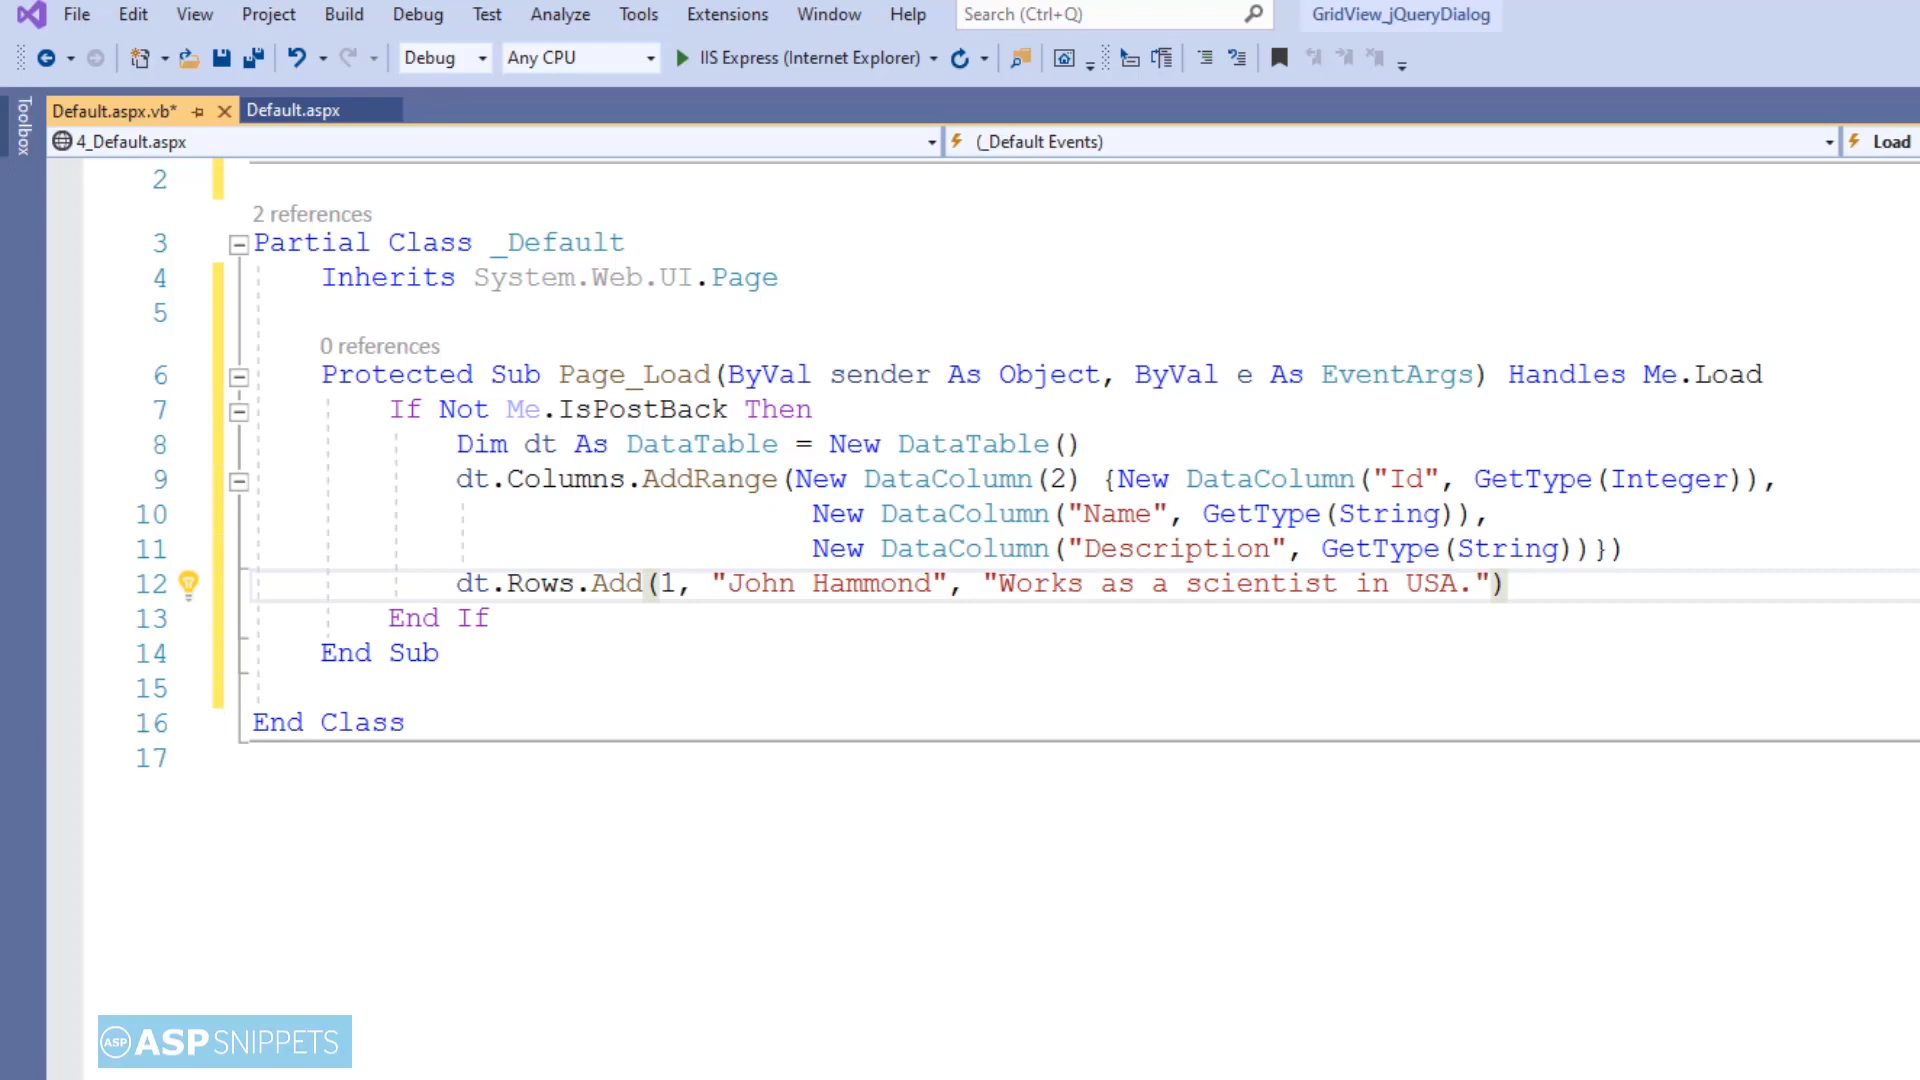 File Edit View Project Build Debug Test Analyze Tools Extensions Window Help Search (Ctrl+Q) GridView_jQueryDialog
Debug Any CPU IIS Express (Internet Explorer)
Toolbox
Default.aspx.vb* Default.aspx
4_Default.aspx (_Default Events) Load
2
2 references
3 Partial Class _Default
4 Inherits System.Web.UI.Page
5
0 references
6 Protected Sub Page_Load(ByVal sender As Object, ByVal e As EventArgs) Handles Me.Load
7 If Not Me.IsPostBack Then
8 Dim dt As DataTable = New DataTable()
9 dt.Columns.AddRange(New DataColumn(2) {New DataColumn("Id", GetType(Integer)),
10 New DataColumn("Name", GetType(String)),
11 New DataColumn("Description", GetType(String))})
12 dt.Rows.Add(1, "John Hammond", "Works as a scientist in USA.")
13 End If
14 End Sub
15
16 End Class
17
ASP ASPSNIPPETS